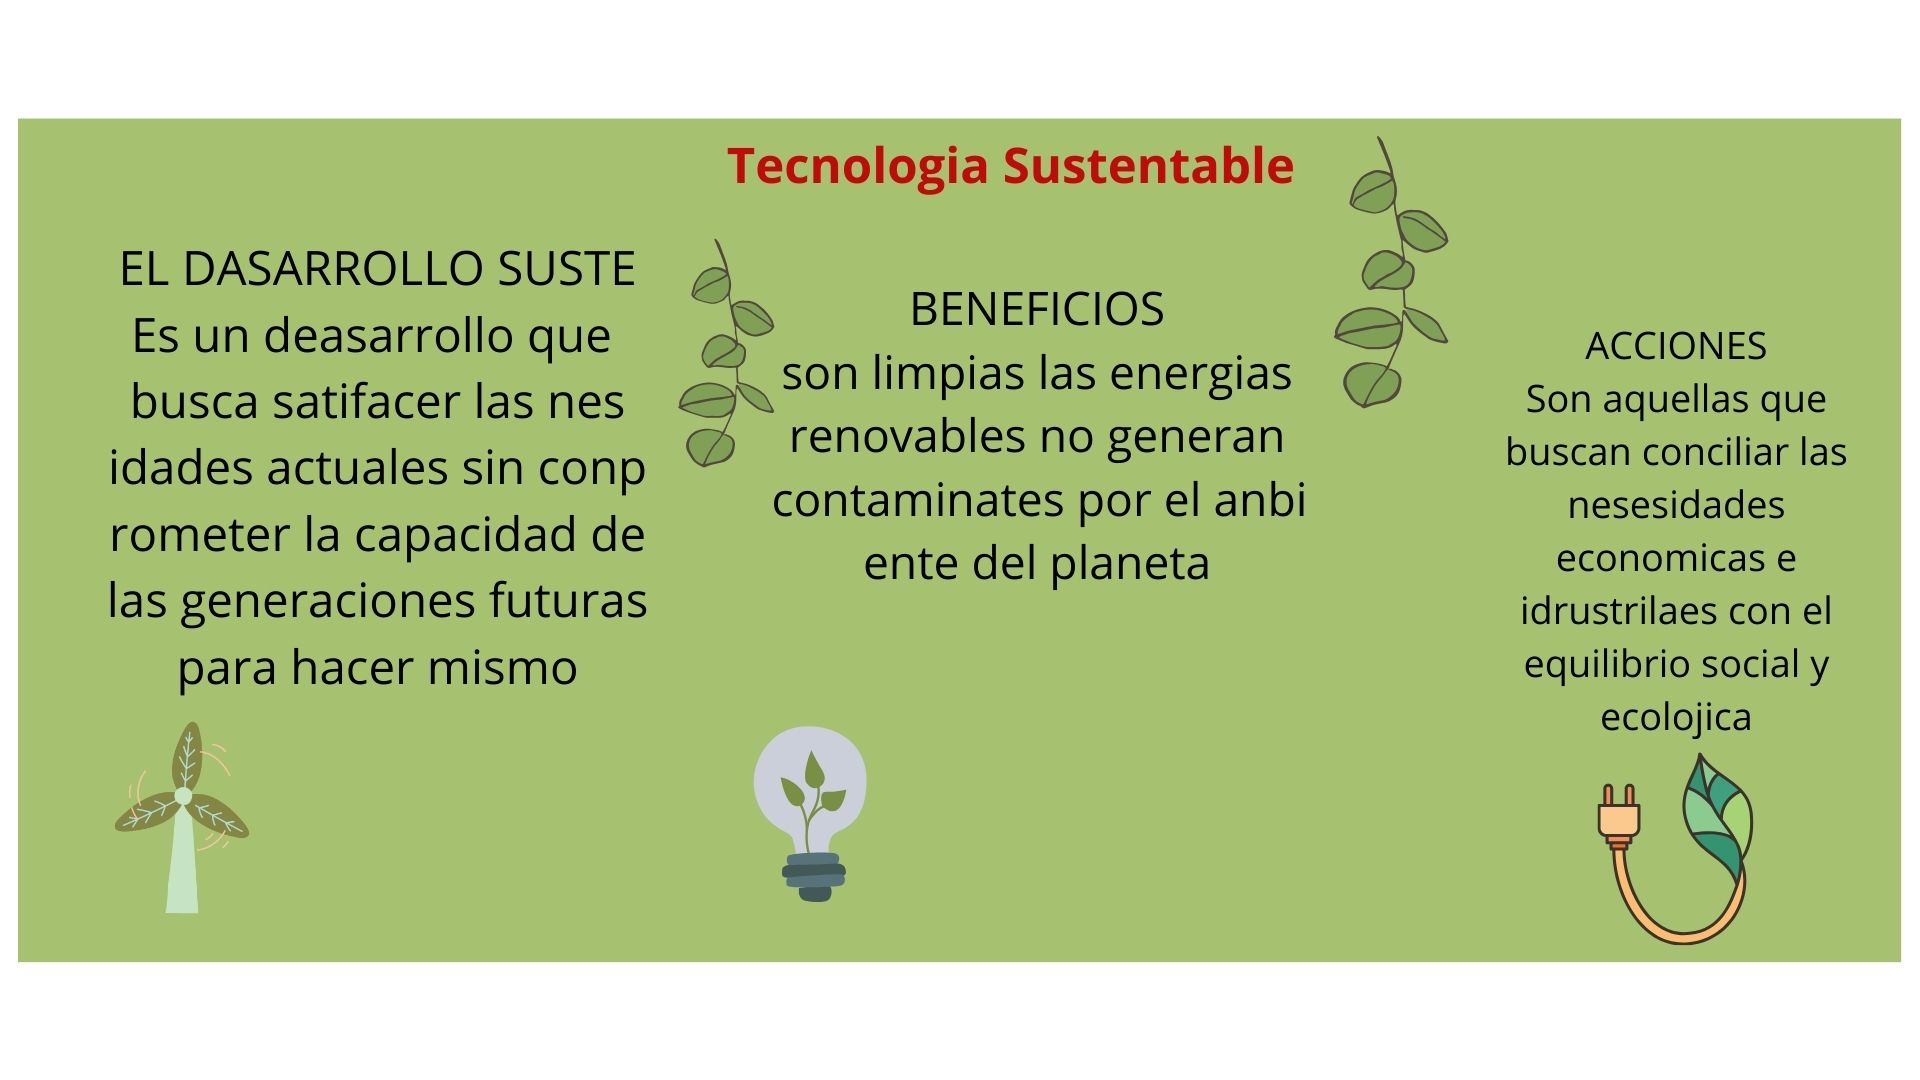 Tecnologia Sustentable
EL DASARROLLO SUSTE
Es un deasarrollo que
busca satifacer las nes
idades actuales sin conp
rometer la capacidad de
las generaciones futuras
para hacer mismo
BENEFICIOS
son limpias las energias
renovables no generan
contaminates por el anbi
ente del planeta
ACCIONES
Son aquellas que
buscan conciliar las
nesesidades
economicas e
idrustrilaes con el
equilibrio social y
ecolojica